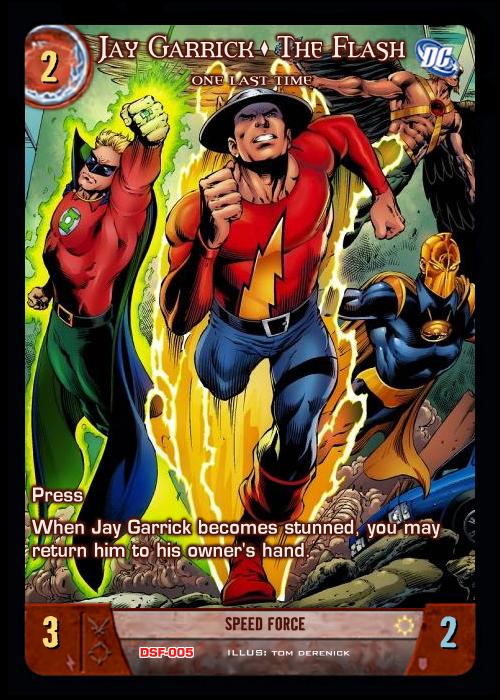 2
JAY GARRICK ♦ THE FLASH
DC
ONE LAST TIME
Press
When Jay Garrick becomes stunned, you may
return him to his owner's hand
3
SPEED FORCE
2
DSF-005
ILLUS: TOM DERENICK